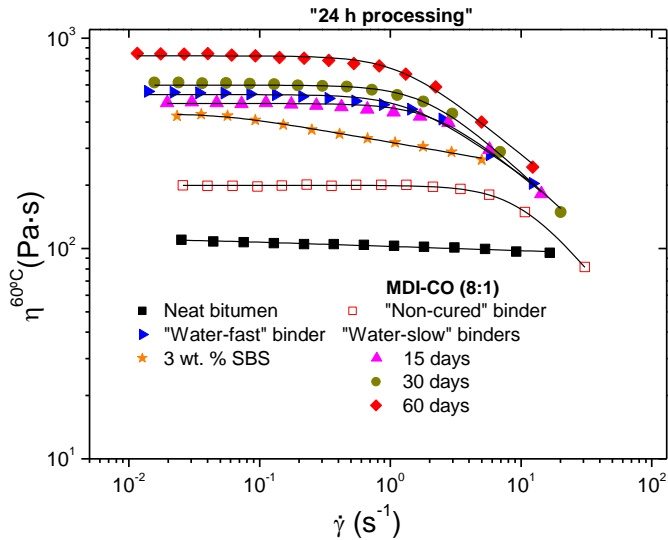 "24 h processing"
10³
10²
10¹
η⁶⁰ºC(Pa·s)
MDI-CO (8:1)
Neat bitumen
"Non-cured" binder
"Water-fast" binder
"Water-slow" binders
3 wt. % SBS
15 days
30 days
60 days
10⁻² 10⁻¹ 10⁰ 10¹ 10²
γ̇ (s⁻¹)